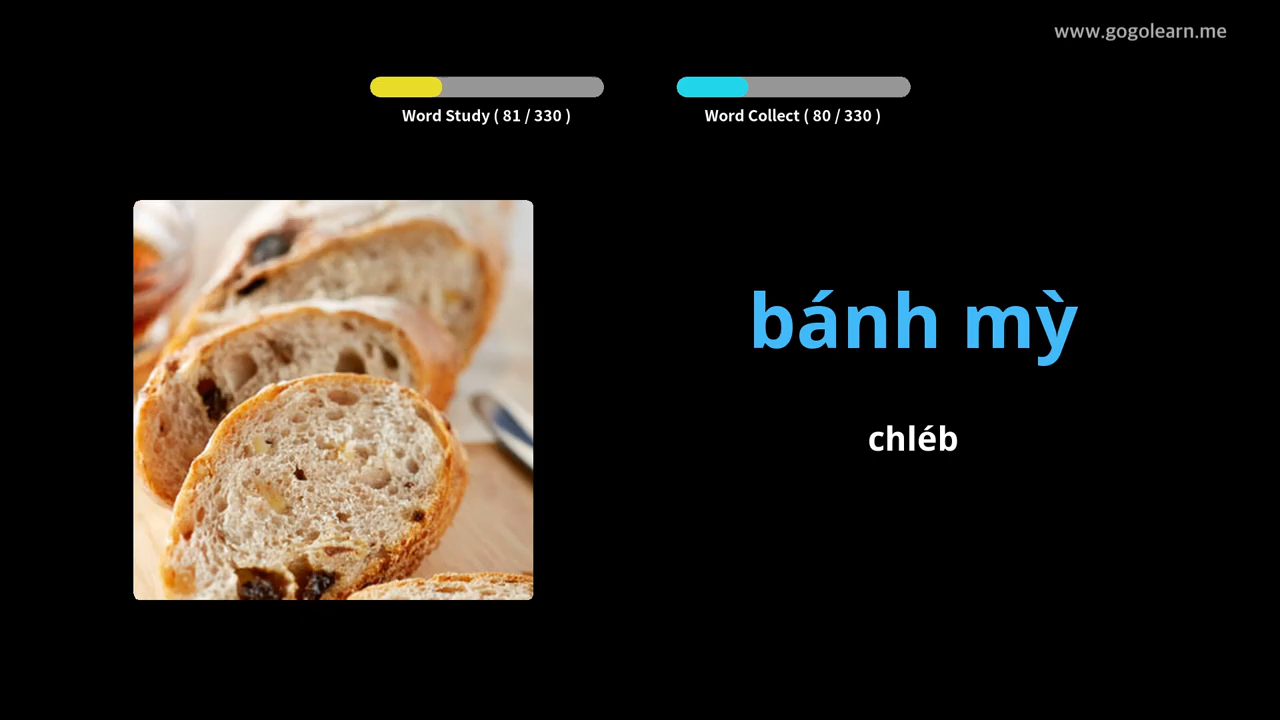 www.gogolearn.me
Word Study ( 81 / 330 )
Word Collect ( 80 / 330 )
bánh mỳ
chléb